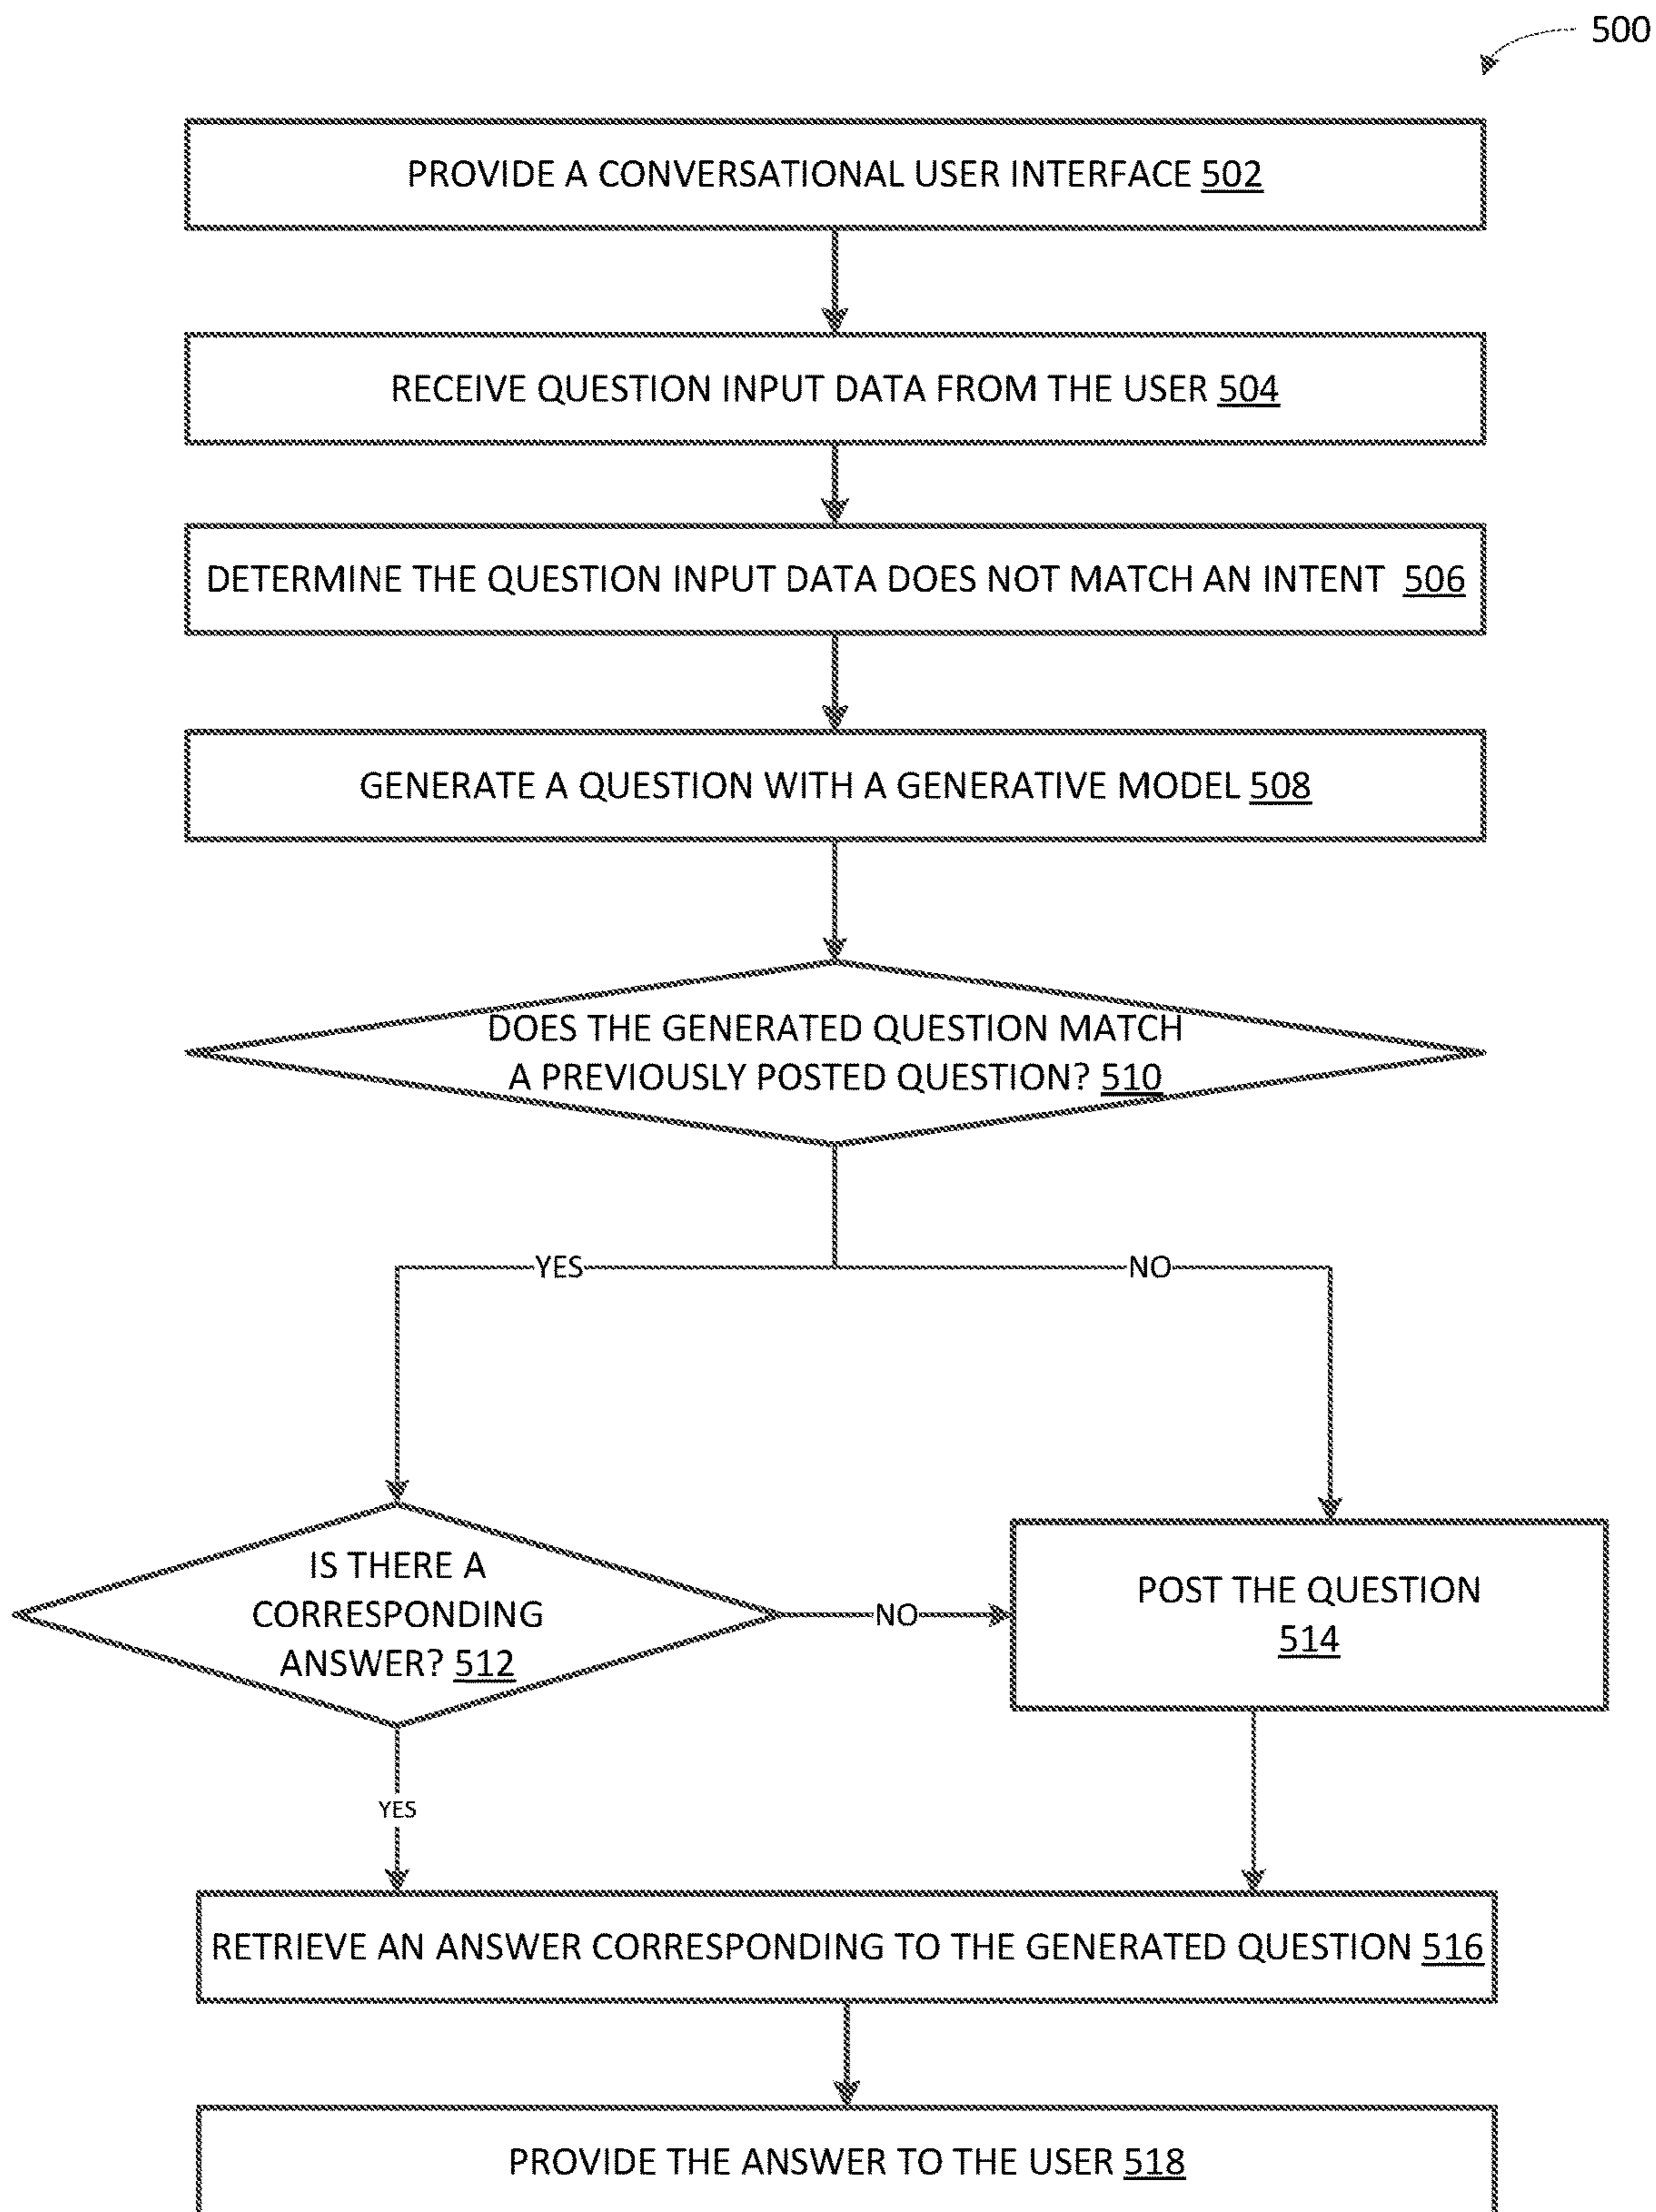 500
PROVIDE A CONVERSATIONAL USER INTERFACE 502
RECEIVE QUESTION INPUT DATA FROM THE USER 504
DETERMINE THE QUESTION INPUT DATA DOES NOT MATCH AN INTENT 506
GENERATE A QUESTION WITH A GENERATIVE MODEL 508
DOES THE GENERATED QUESTION MATCH
A PREVIOUSLY POSTED QUESTION? 510
YES
NO
IS THERE A
CORRESPONDING
ANSWER? 512
NO
POST THE QUESTION
514
YES
RETRIEVE AN ANSWER CORRESPONDING TO THE GENERATED QUESTION 516
PROVIDE THE ANSWER TO THE USER 518